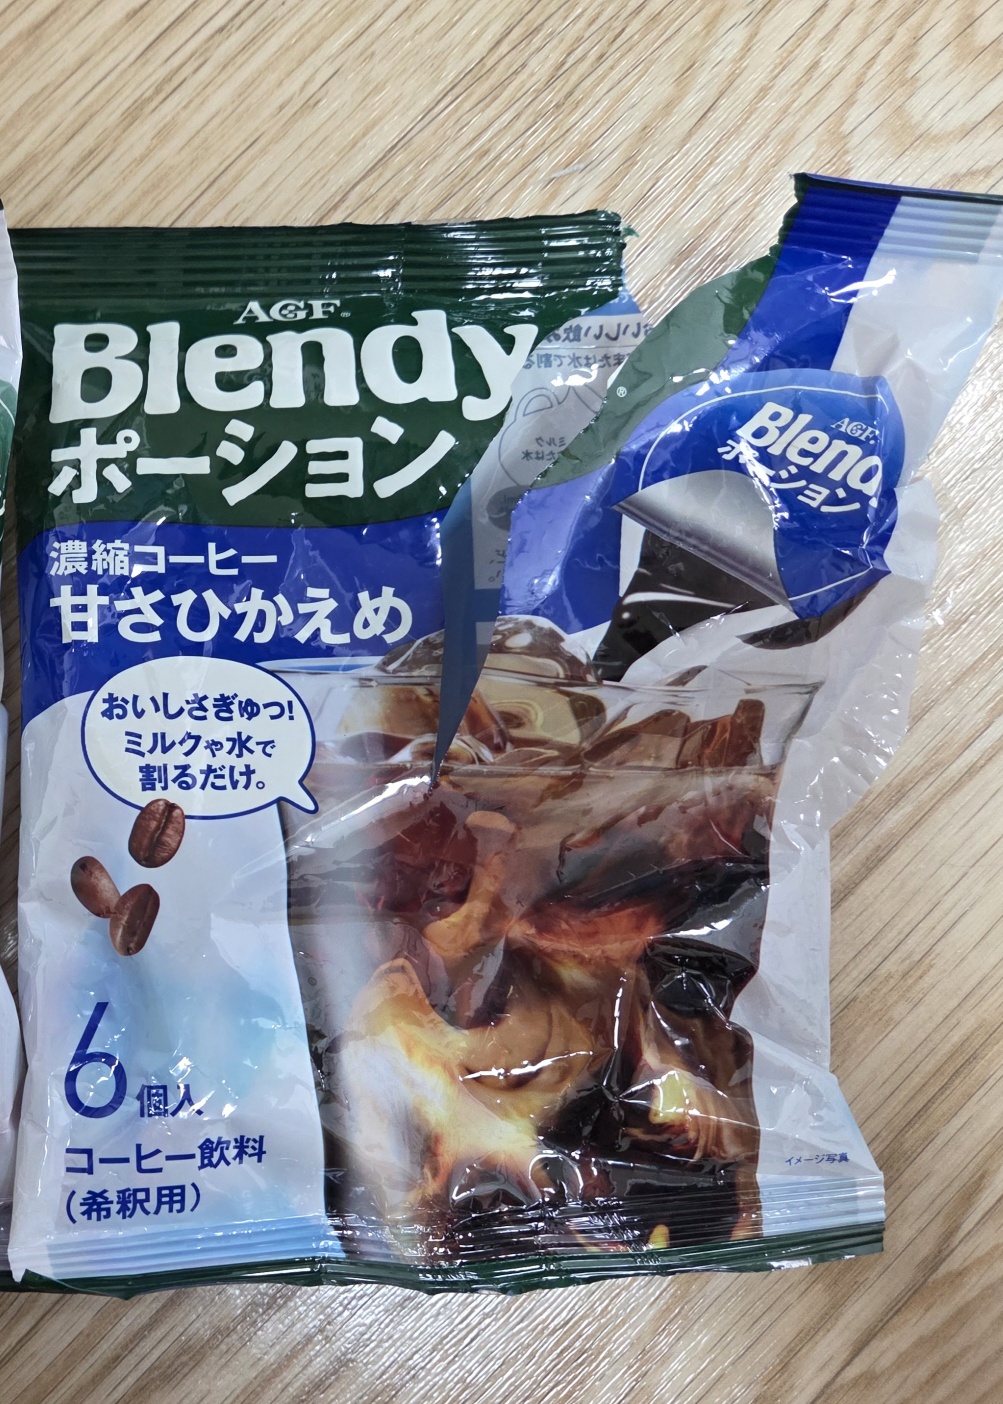 AGF®
Blendy®
ポーション
濃縮コーヒー
甘さひかえめ
おいしさぎゅっ!
ミルクや水で
割るだけ。
6個入
コーヒー飲料
(希釈用)
AGF
Blendy
ポーション
イメージ写真